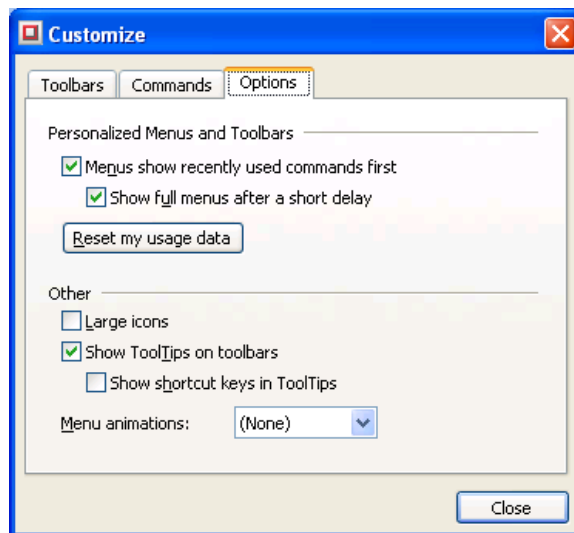 Customize
Toolbars Commands Options
Personalized Menus and Toolbars
Menus show recently used commands first
Show full menus after a short delay
Reset my usage data
Other
Large icons
Show ToolTips on toolbars
Show shortcut keys in ToolTips
Menu animations: (None)
Close